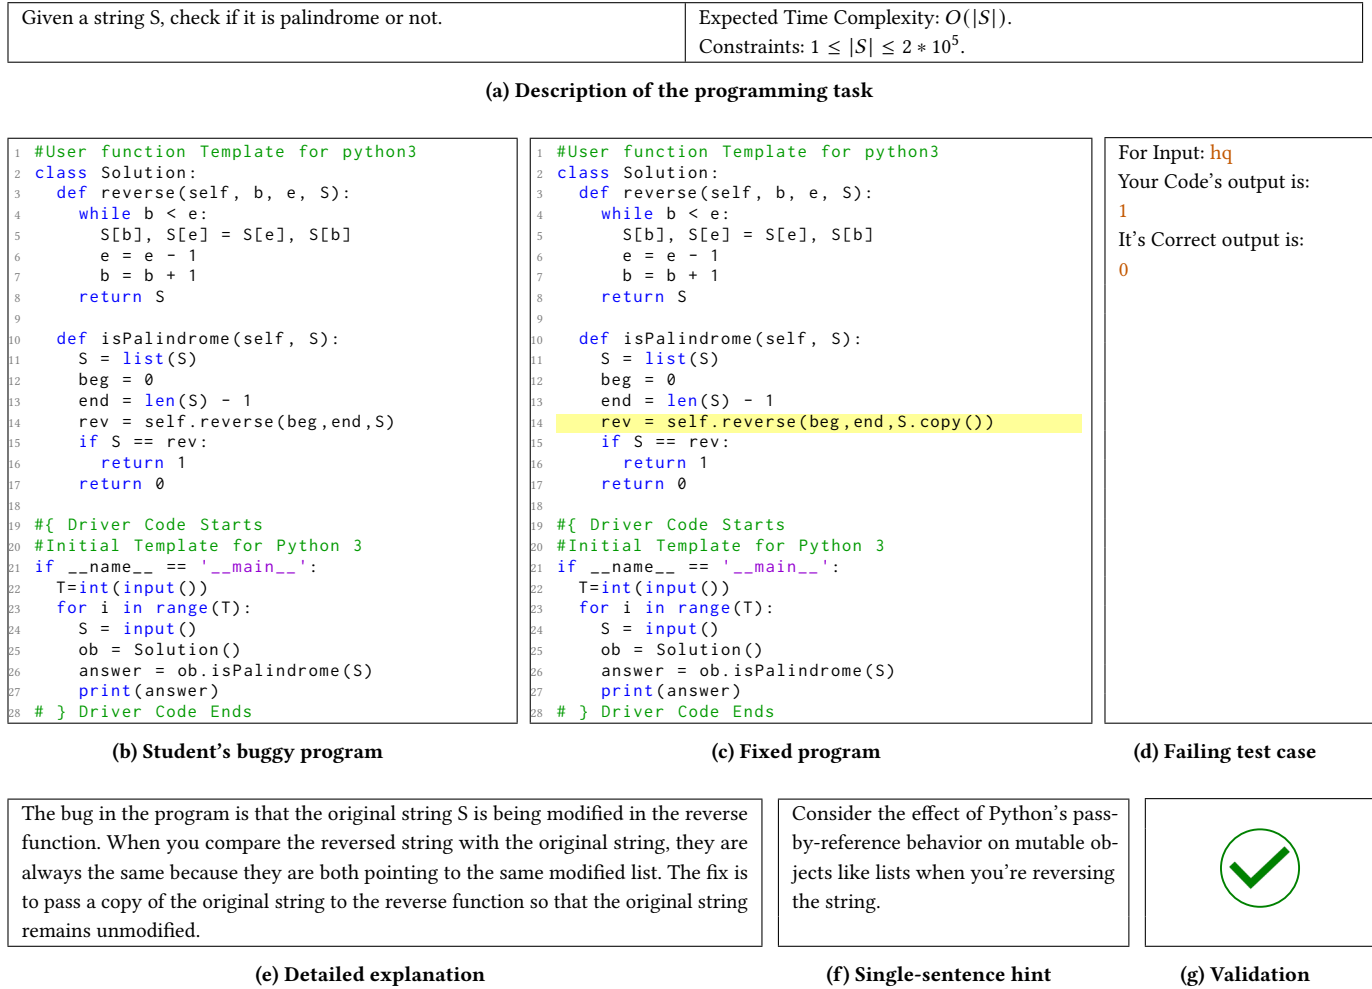 Given a string S, check if it is palindrome or not.
Expected Time Complexity: O(|S|).
Constraints: 1 ≤ |S| ≤ 2 * 10^5.
(a) Description of the programming task
1 #User function Template for python3
2 class Solution:
3   def reverse(self, b, e, S):
4     while b < e:
5       S[b], S[e] = S[e], S[b]
6       e = e - 1
7       b = b + 1
8     return S
9
10   def isPalindrome(self, S):
11     S = list(S)
12     beg = 0
13     end = len(S) - 1
14     rev = self.reverse(beg,end,S)
15     if S == rev:
16       return 1
17     return 0
18
19 #{ Driver Code Starts
20 #Initial Template for Python 3
21 if __name__ == '__main__':
22   T=int(input())
23   for i in range(T):
24     S = input()
25     ob = Solution()
26     answer = ob.isPalindrome(S)
27     print(answer)
28 # } Driver Code Ends
(b) Student's buggy program
1 #User function Template for python3
2 class Solution:
3   def reverse(self, b, e, S):
4     while b < e:
5       S[b], S[e] = S[e], S[b]
6       e = e - 1
7       b = b + 1
8     return S
9
10   def isPalindrome(self, S):
11     S = list(S)
12     beg = 0
13     end = len(S) - 1
14     rev = self.reverse(beg,end,S.copy())
15     if S == rev:
16       return 1
17     return 0
18
19 #{ Driver Code Starts
20 #Initial Template for Python 3
21 if __name__ == '__main__':
22   T=int(input())
23   for i in range(T):
24     S = input()
25     ob = Solution()
26     answer = ob.isPalindrome(S)
27     print(answer)
28 # } Driver Code Ends
(c) Fixed program
For Input: hq
Your Code's output is:
1
It's Correct output is:
0
(d) Failing test case
The bug in the program is that the original string S is being modified in the reverse
function. When you compare the reversed string with the original string, they are
always the same because they are both pointing to the same modified list. The fix is
to pass a copy of the original string to the reverse function so that the original string
remains unmodified.
(e) Detailed explanation
Consider the effect of Python's pass-
by-reference behavior on mutable ob-
jects like lists when you're reversing
the string.
(f) Single-sentence hint
(g) Validation